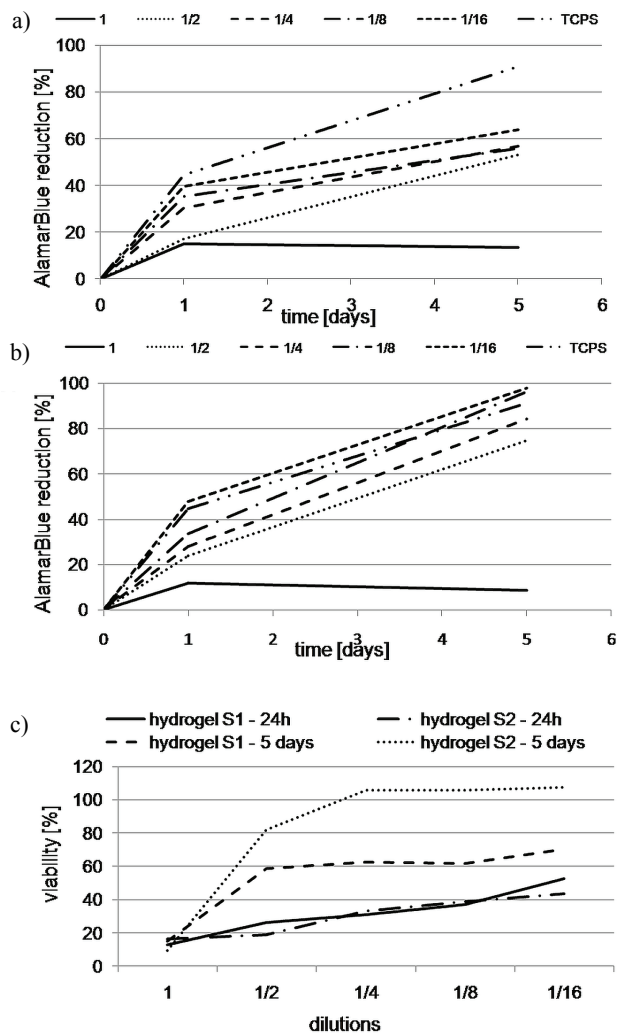 a)
1 1/2 1/4 1/8 1/16 TCPS
AlamarBlue reduction [%]
100
80
60
40
20
0
0 1 2 3 4 5 6
time [days]
b)
1 1/2 1/4 1/8 1/16 TCPS
AlamarBlue reduction [%]
100
80
60
40
20
0
0 1 2 3 4 5 6
time [days]
c)
hydrogel S1 - 24h hydrogel S2 - 24h
hydrogel S1 - 5 days hydrogel S2 - 5 days
viability [%]
120
100
80
60
40
20
0
1 1/2 1/4 1/8 1/16
dilutions